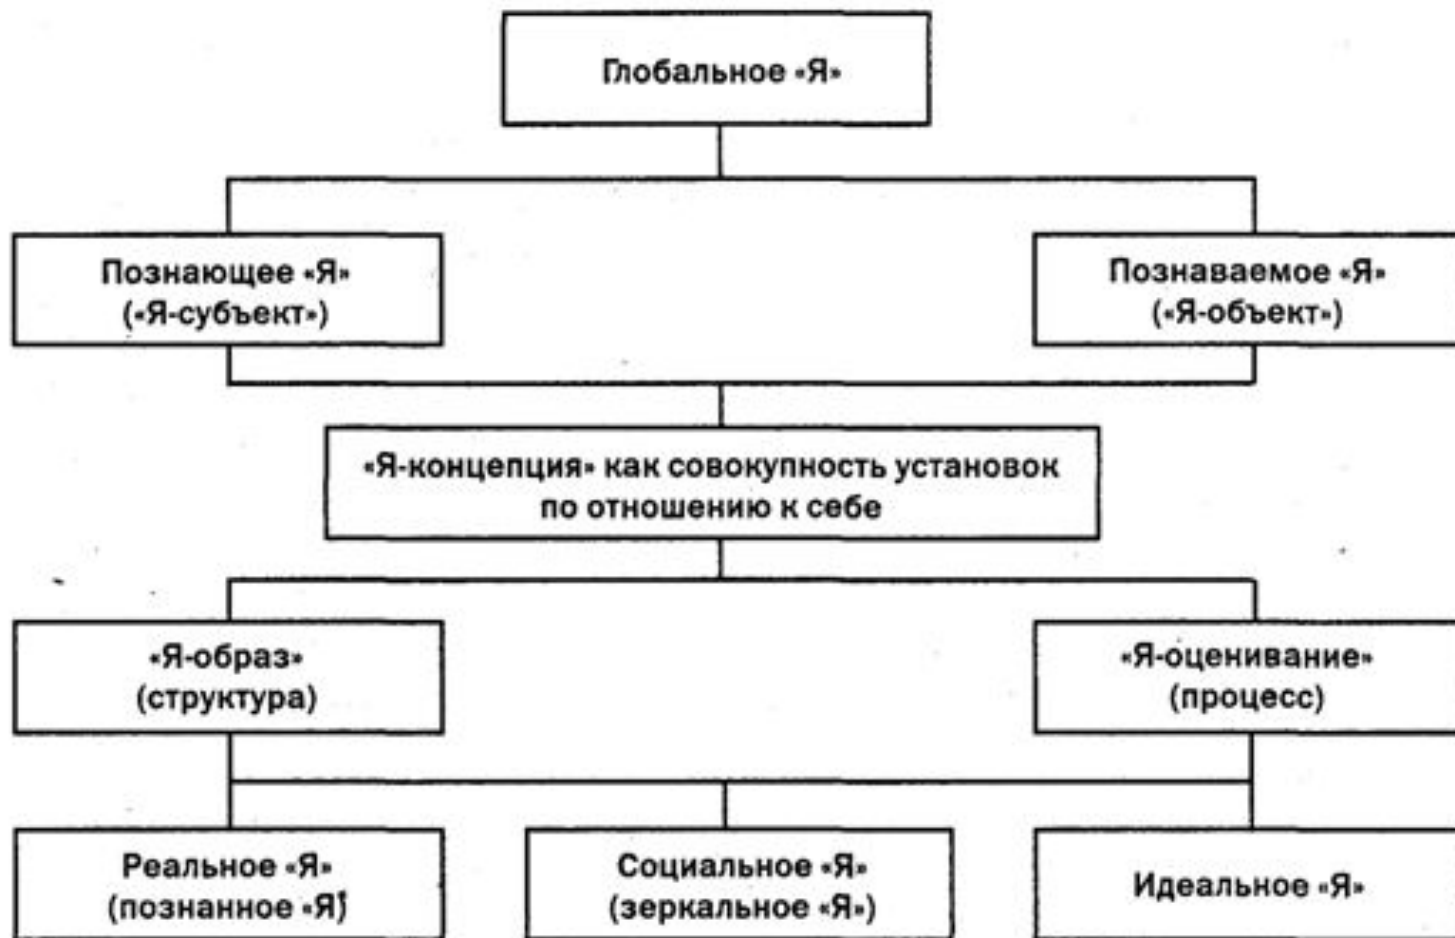 Глобальное «Я»
Познающее «Я»
(«Я-субъект»)
Познаваемое «Я»
(«Я-объект»)
«Я-концепция» как совокупность установок
по отношению к себе
«Я-образ»
(структура)
«Я-оценивание»
(процесс)
Реальное «Я»
(познанное «Я»)
Социальное «Я»
(зеркальное «Я»)
Идеальное «Я»